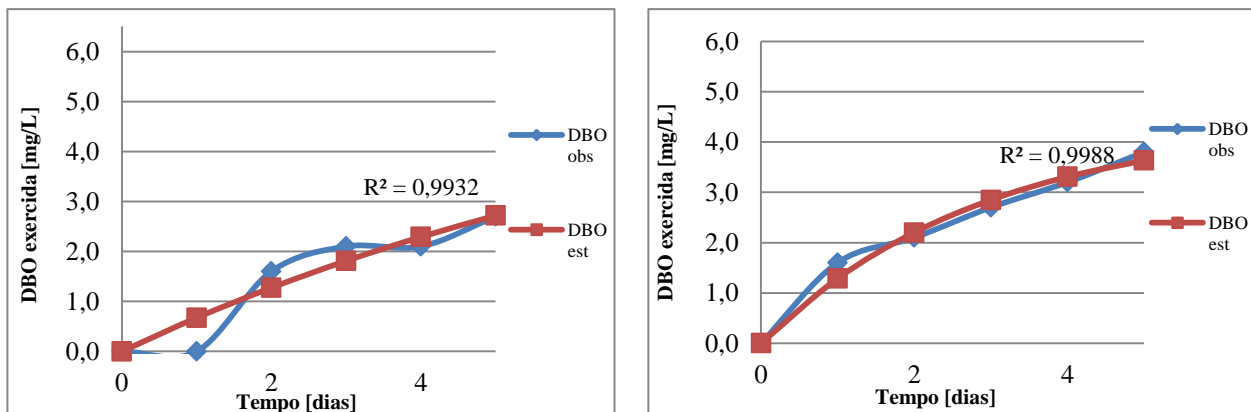 6,0
5,0
4,0
3,0
2,0
1,0
0,0
0
2
4
DBO exercida [mg/L]
Tempo [dias]
R² = 0,9932
DBO
obs
DBO
est
6,0
5,0
4,0
3,0
2,0
1,0
0,0
0
2
4
DBO exercida [mg/L]
Tempo [dias]
R² = 0,9988
DBO
obs
DBO
est